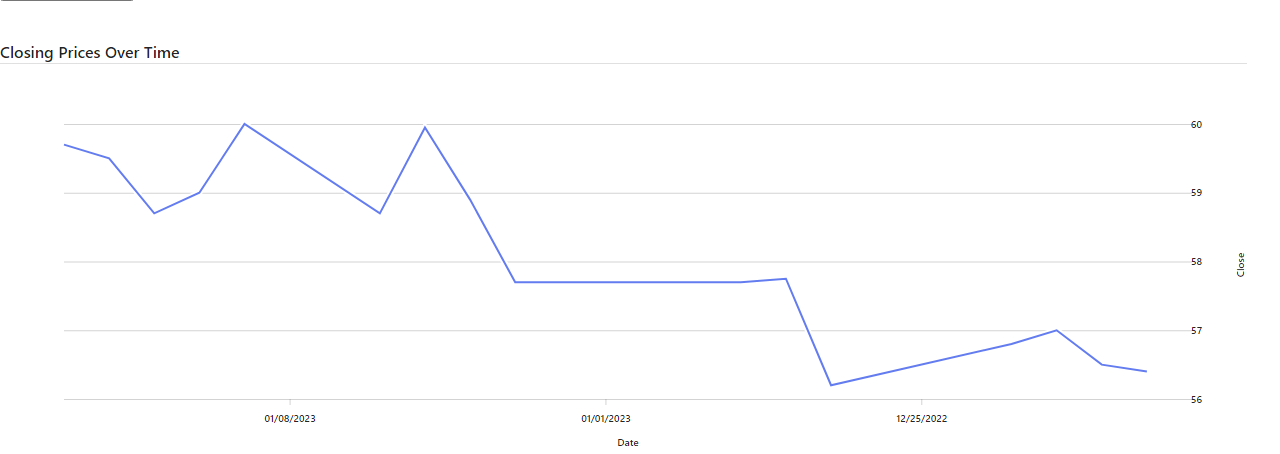 Closing Prices Over Time
60
59
58
57
56
Close
01/08/2023
01/01/2023
12/25/2022
Date